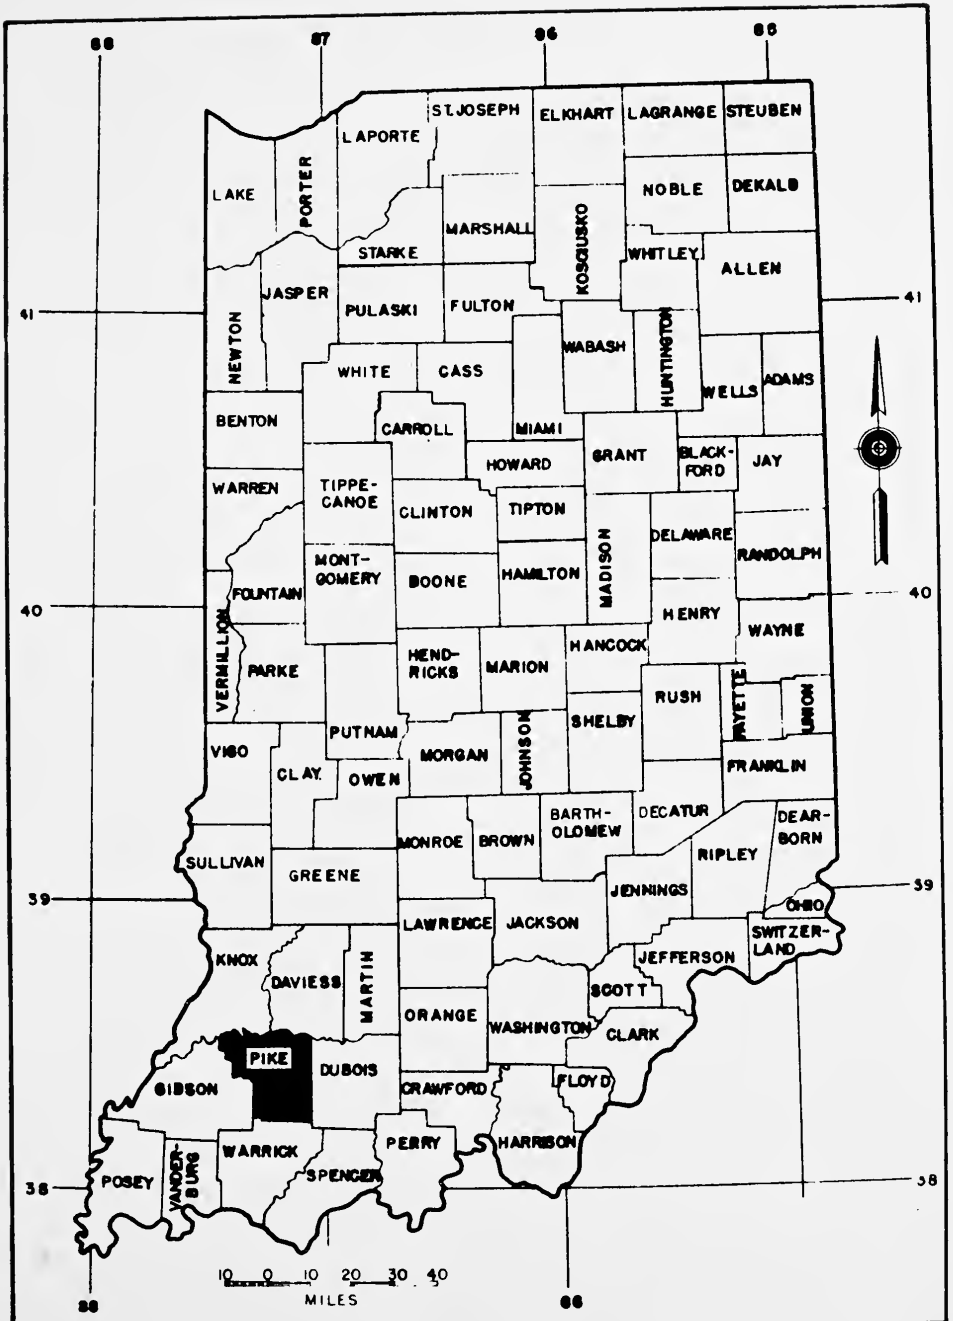 88 87 86 85
ST. JOSEPH ELKHART LAGRANGE STEUBEN
LAPORTE
LAKE PORTER NOBLE DEKALB
MARSHALL KOSCIUSKO
STARKE WHITLEY ALLEN
JASPER PULASKI FULTON
41 41
NEWTON WABASH HUNTINGTON
WHITE CASS WELLS ADAMS
BENTON CARROLL MIAMI
HOWARD GRANT BLACK-
FORD JAY
WARREN TIPPE-
CANOE
CLINTON TIPTON
DELAWARE RANDOLPH
MONT-
GOMERY BOONE HAMILTON MADISON
FOUNTAIN
40 40
HENRY WAYNE
VERMILLION PARKE HEND-
RICKS MARION HANCOCK
RUSH FAYETTE UNION
PUTNAM SHELBY
VIGO CLAY OWEN MORGAN JOHNSON
FRANKLIN
DECATUR DEAR-
BORN
MONROE BROWN BARTH-
OLOMEW
SULLIVAN GREENE RIPLEY
JENNINGS
39 39
OHIO
LAWRENCE JACKSON SWITZER-
LAND
KNOX DAVIESS MARTIN JEFFERSON
SCOTT
ORANGE WASHINGTON CLARK
PIKE DUBOIS
GIBSON CRAWFORD FLOYD
WARRICK PERRY HARRISON
POSEY VANDER-
BURG SPENCER
38 38
10 0 10 20 30 40
MILES
88 86